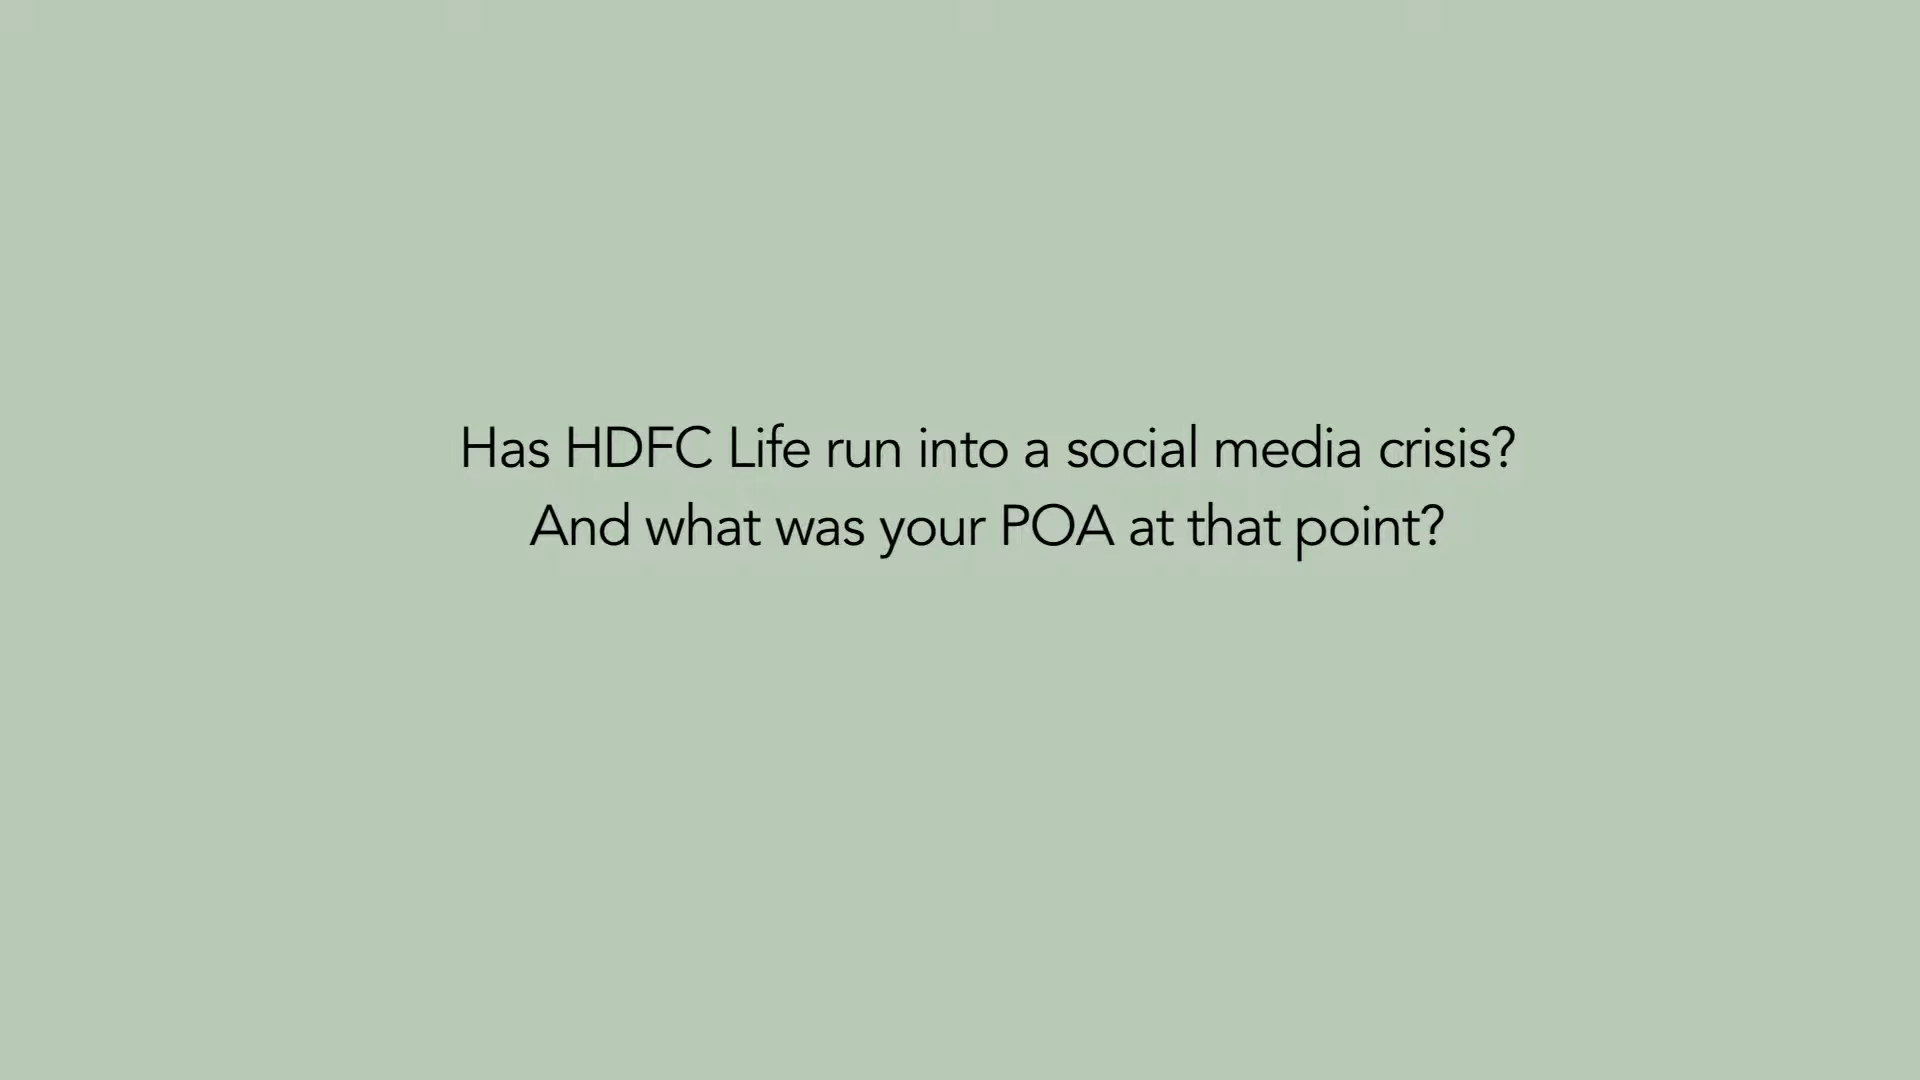 Has HDFC Life run into a social media crisis?
And what was your POA at that point?